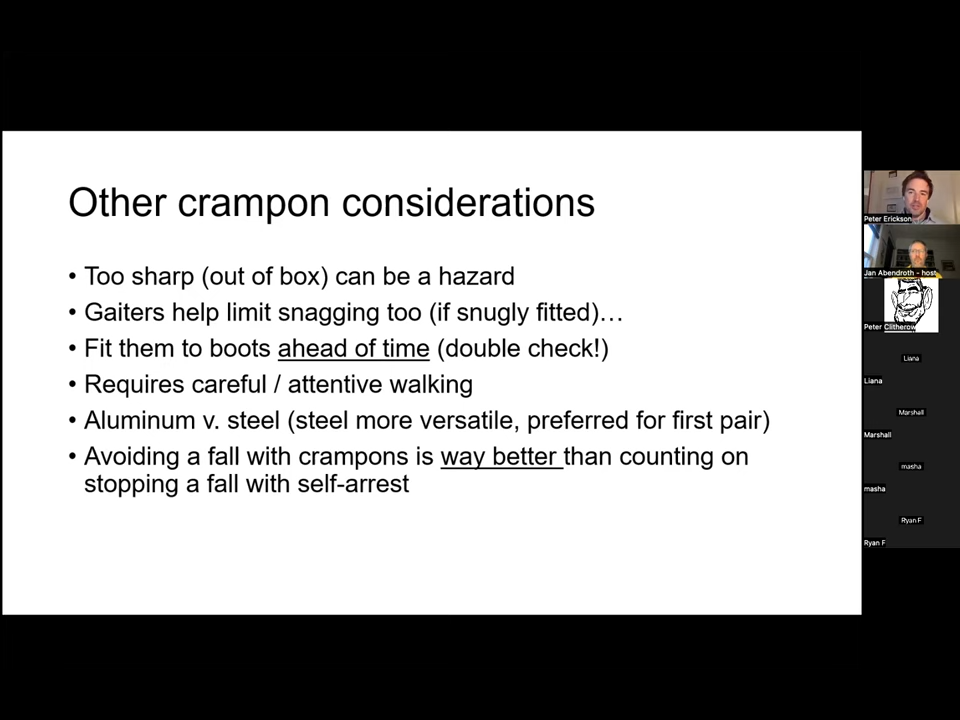 Other crampon considerations
• Too sharp (out of box) can be a hazard
• Gaiters help limit snagging too (if snugly fitted)…
• Fit them to boots ahead of time (double check!)
• Requires careful / attentive walking
• Aluminum v. steel (steel more versatile, preferred for first pair)
• Avoiding a fall with crampons is way better than counting on
stopping a fall with self-arrest
Peter Erickson
Jan Abendroth - host
Peter Clitherow
Liana
Liana
Marshall
Marshall
masha
masha
Ryan F
Ryan F